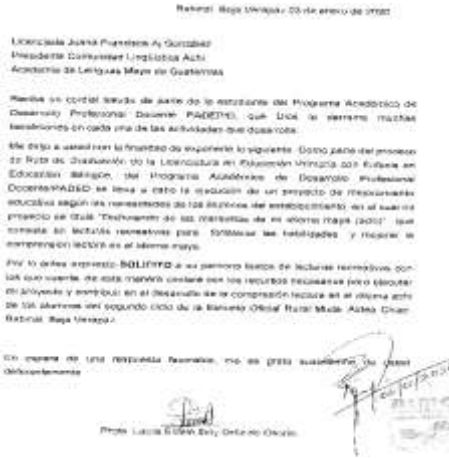 Rabinal Baja Verapaz 03 de enero de 2020
Licenciada Juana Francisca Aj González
Presidente Comunidad Lingüística Achi
Academia de Lenguas Maya de Guatemala
Reciba un cordial saludo de parte de la estudiante del Programa Académico de
Desarrollo Profesional Docente PADEP/D, que Dios le derrame muchas
bendiciones en cada una de las actividades que desarrolla.
Me dirijo a usted con la finalidad de exponerle lo siguiente. Como parte del proceso
de Ruta de Graduación de la Licenciatura en Educación Primaria con Énfasis en
Educación Bilingüe, del Programa Académico de Desarrollo Profesional
Docente/PADED se lleva a cabo la ejecución de un proyecto de mejoramiento
educativo según las necesidades de los alumnos del establecimiento en el cual mi
proyecto se titula de las maravillas de mi idioma maya (achi)" que
consiste en lecturas recreativas para fortalecer las habilidades y mejorar la
comprensión lectora en el idioma maya.
Por lo antes expuesto SOLICITO a su persona textos de lecturas recreativas con
los que cuente, de esta manera contaré con los recursos necesarios para ejecutar
mi proyecto y contribuir en el desarrollo de la comprensión lectora en el idioma achi
de los alumnos del segundo ciclo de la Escuela Oficial Rural Mixta Aldea
Rabinal Baja Verapaz.
En espera de una respuesta favorable, me es grato suscribirme de usted
deferentemente